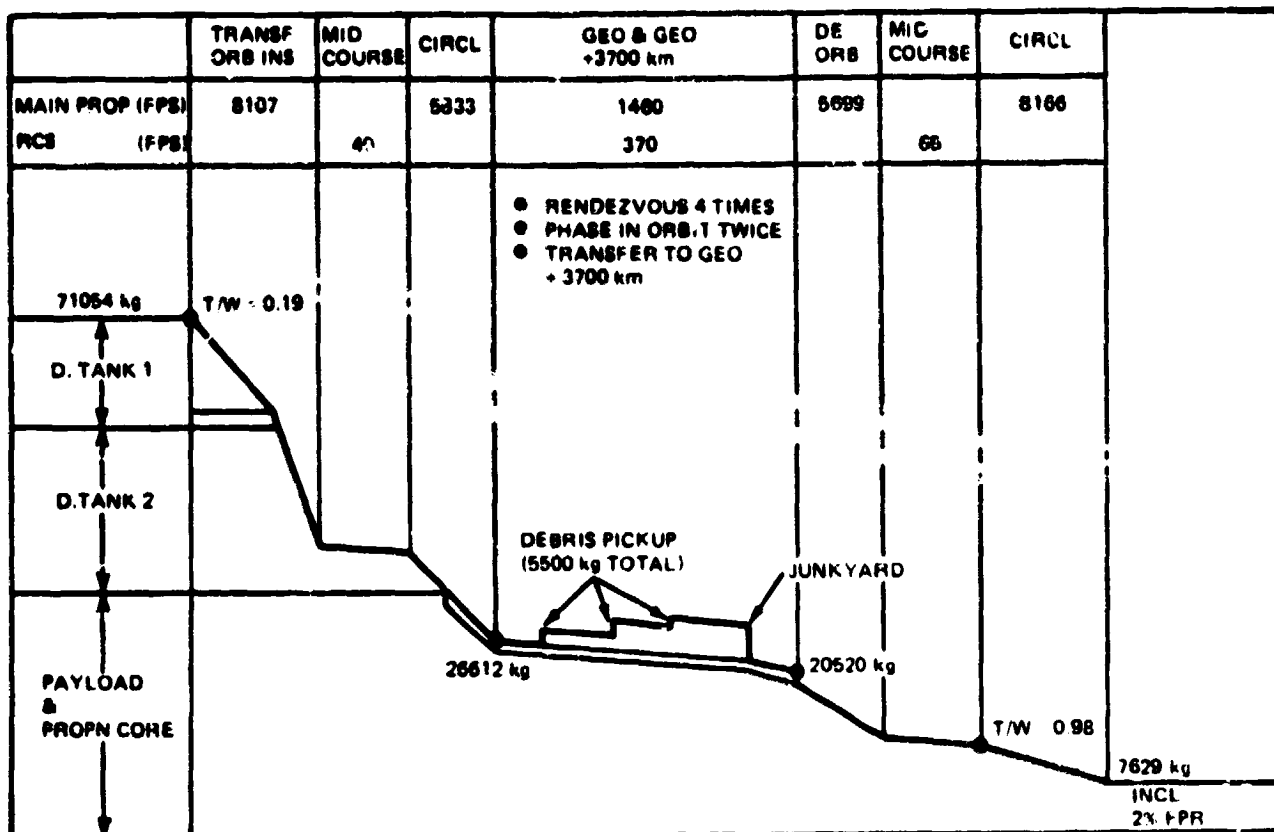 TRANSF ORB INS MID COURSE CIRCL GEO & GEO +3700 km DE ORB MID COURSE CIRCL
MAIN PROP (FPS) 8107 5833 1460 5699 8166
RCS (FPS) 40 370 66
● RENDEZVOUS 4 TIMES
● PHASE IN ORBIT TWICE
● TRANSFER TO GEO
+ 3700 km
71054 kg
T/W - 0.19
D. TANK 1
D.TANK 2
DEBRIS PICKUP
(5500 kg TOTAL)
JUNKYARD
26612 kg
20520 kg
PAYLOAD
&
PROPN CORE
T/W 0.98
7629 kg
INCL
2% FPR